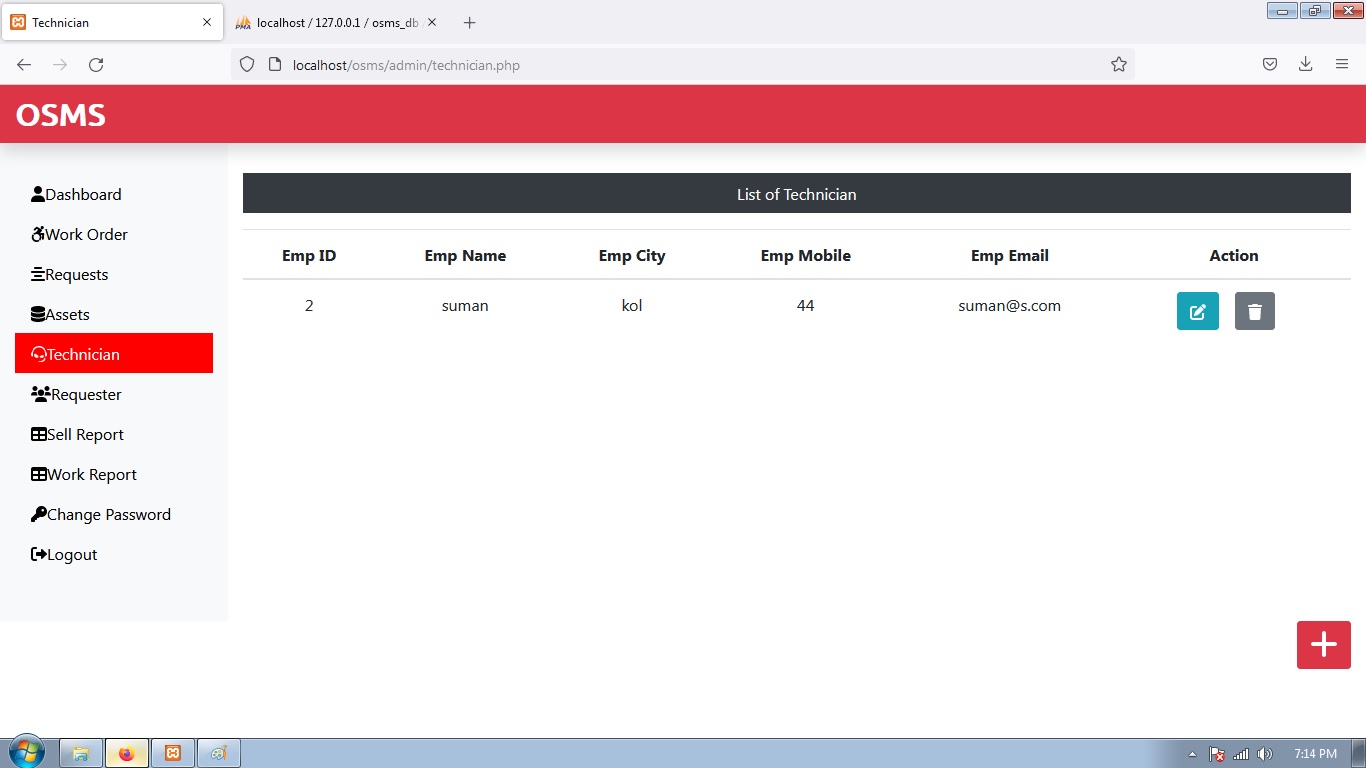 Technician
localhost / 127.0.0.1 / osms_db
localhost/osms/admin/technician.php
OSMS
Dashboard
Work Order
Requests
Assets
Technician
Requester
Sell Report
Work Report
Change Password
Logout
List of Technician
Emp ID Emp Name Emp City Emp Mobile Emp Email Action
2 suman kol 44 suman@s.com
7:14 PM